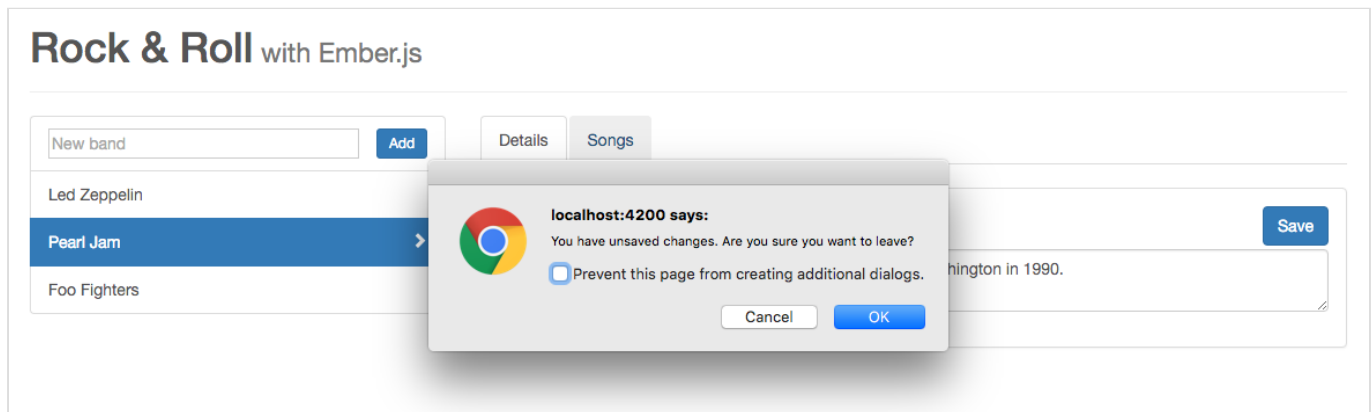 Rock & Roll with Ember.js
New band
Add
Details
Songs
Led Zeppelin
Pearl Jam
Foo Fighters
localhost:4200 says:
You have unsaved changes. Are you sure you want to leave?
Prevent this page from creating additional dialogs.
Cancel
OK
Save
in 1990.